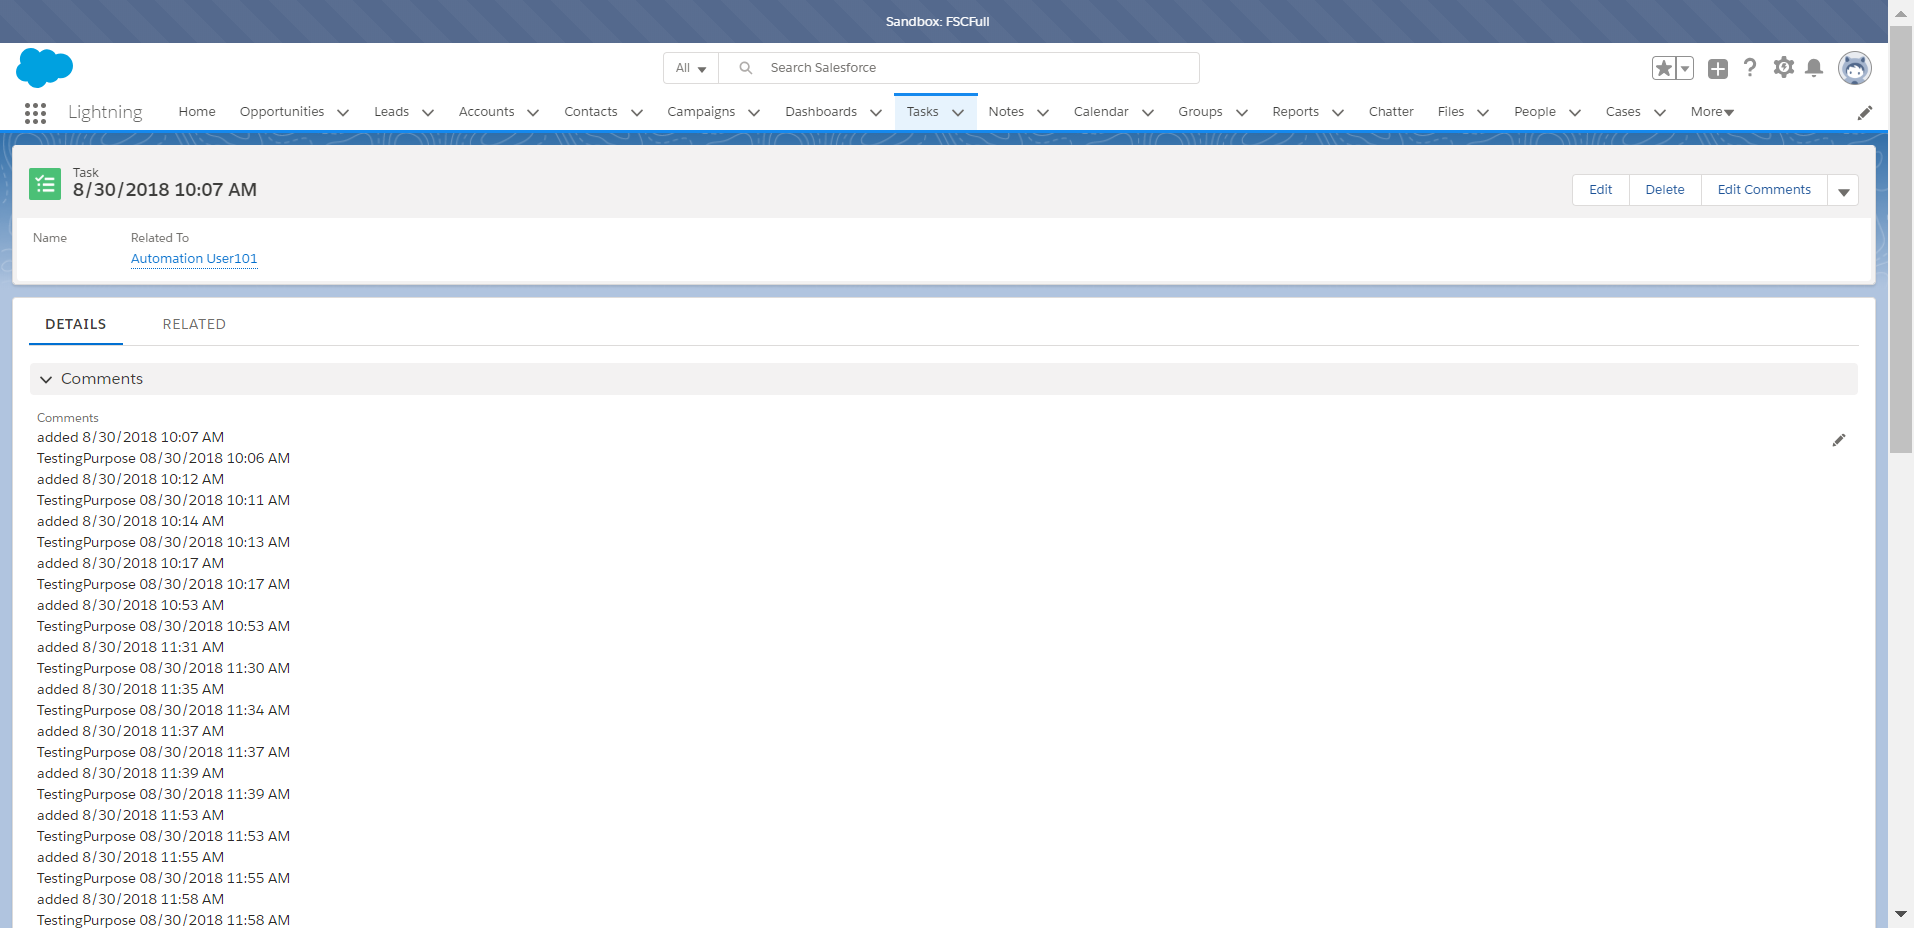 Sandbox: FSCFull
All
Search Salesforce
Lightning
Home
Opportunities
Leads
Accounts
Contacts
Campaigns
Dashboards
Tasks
Notes
Calendar
Groups
Reports
Chatter
Files
People
Cases
More
Task
8/30/2018 10:07 AM
Edit
Delete
Edit Comments
Name
Related To
Automation User101
DETAILS
RELATED
Comments
Comments
added 8/30/2018 10:07 AM
TestingPurpose 08/30/2018 10:06 AM
added 8/30/2018 10:12 AM
TestingPurpose 08/30/2018 10:11 AM
added 8/30/2018 10:14 AM
TestingPurpose 08/30/2018 10:13 AM
added 8/30/2018 10:17 AM
TestingPurpose 08/30/2018 10:17 AM
added 8/30/2018 10:53 AM
TestingPurpose 08/30/2018 10:53 AM
added 8/30/2018 11:31 AM
TestingPurpose 08/30/2018 11:30 AM
added 8/30/2018 11:35 AM
TestingPurpose 08/30/2018 11:34 AM
added 8/30/2018 11:37 AM
TestingPurpose 08/30/2018 11:37 AM
added 8/30/2018 11:39 AM
TestingPurpose 08/30/2018 11:39 AM
added 8/30/2018 11:53 AM
TestingPurpose 08/30/2018 11:53 AM
added 8/30/2018 11:55 AM
TestingPurpose 08/30/2018 11:55 AM
added 8/30/2018 11:58 AM
TestingPurpose 08/30/2018 11:58 AM